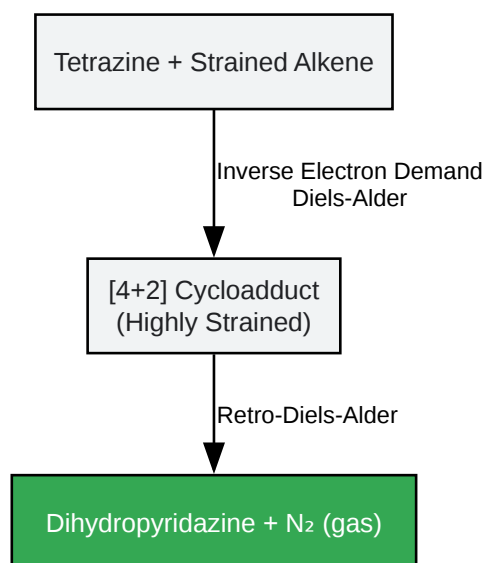 Tetrazine + Strained Alkene
Inverse Electron Demand
Diels-Alder
[4+2] Cycloadduct
(Highly Strained)
Retro-Diels-Alder
Dihydropyridazine + N₂ (gas)